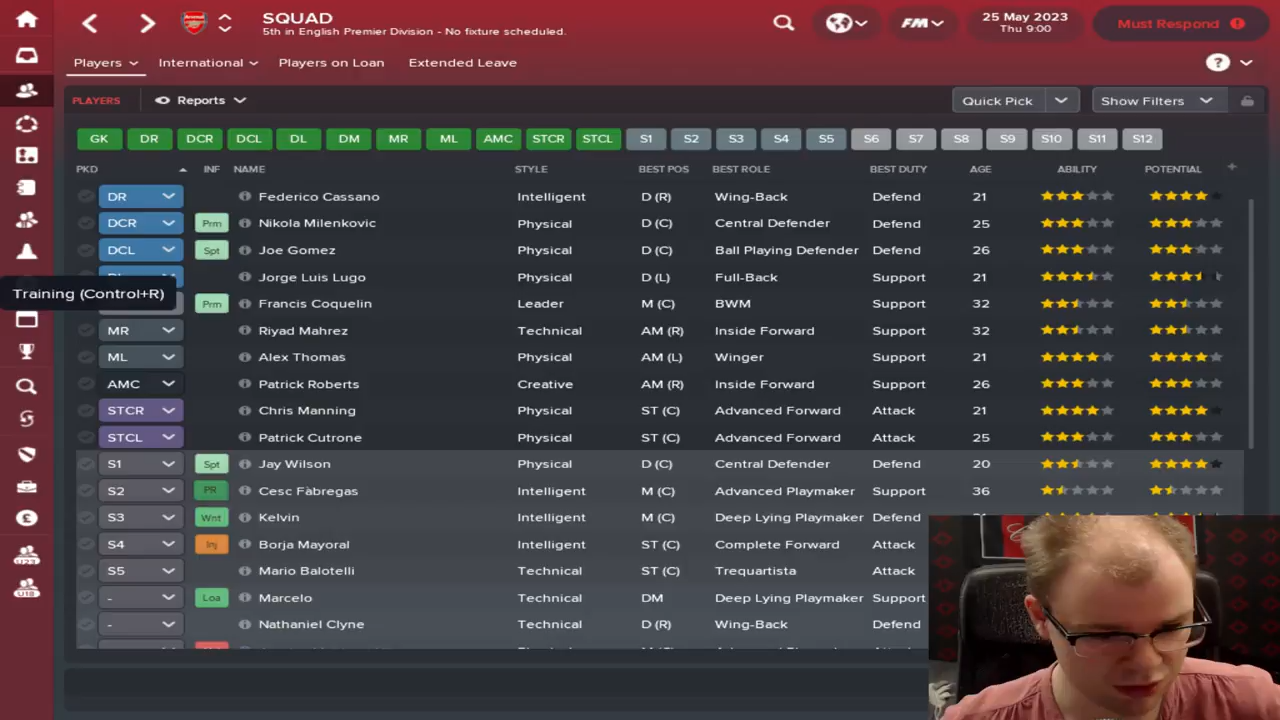 SQUAD
5th in English Premier Division - No fixture scheduled.
FM
25 May 2023
Thu 9:00
Must Respond
Players International Players on Loan Extended Leave
?
PLAYERS Reports Quick Pick Show Filters
GK DR DCR DCL DL DM MR ML AMC STCR STCL S1 S2 S3 S4 S5 S6 S7 S8 S9 S10 S11 S12
PKD INF NAME STYLE BEST POS BEST ROLE BEST DUTY AGE ABILITY POTENTIAL
DR Federico Cassano Intelligent D (R) Wing-Back Defend 21
DCR Prm Nikola Milenkovic Physical D (C) Central Defender Defend 25
DCL Spt Joe Gomez Physical D (C) Ball Playing Defender Defend 26
Jorge Luis Lugo Physical D (L) Full-Back Support 21
Training (Control+R)
Prm Francis Coquelin Leader M (C) BWM Support 32
MR Riyad Mahrez Technical AM (R) Inside Forward Support 32
ML Alex Thomas Physical AM (L) Winger Support 21
AMC Patrick Roberts Creative AM (R) Inside Forward Support 26
STCR Chris Manning Physical ST (C) Advanced Forward Attack 21
STCL Patrick Cutrone Physical ST (C) Advanced Forward Attack 25
S1 Spt Jay Wilson Physical D (C) Central Defender Defend 20
S2 PR Cesc Fàbregas Intelligent M (C) Advanced Playmaker Support 36
S3 Wnt Kelvin Intelligent M (C) Deep Lying Playmaker Defend
S4 Inj Borja Mayoral Intelligent ST (C) Complete Forward Attack
S5 Mario Balotelli Technical ST (C) Trequartista Attack
- Loa Marcelo Technical DM Deep Lying Playmaker Support
- Nathaniel Clyne Technical D (R) Wing-Back Defend
U23
U18